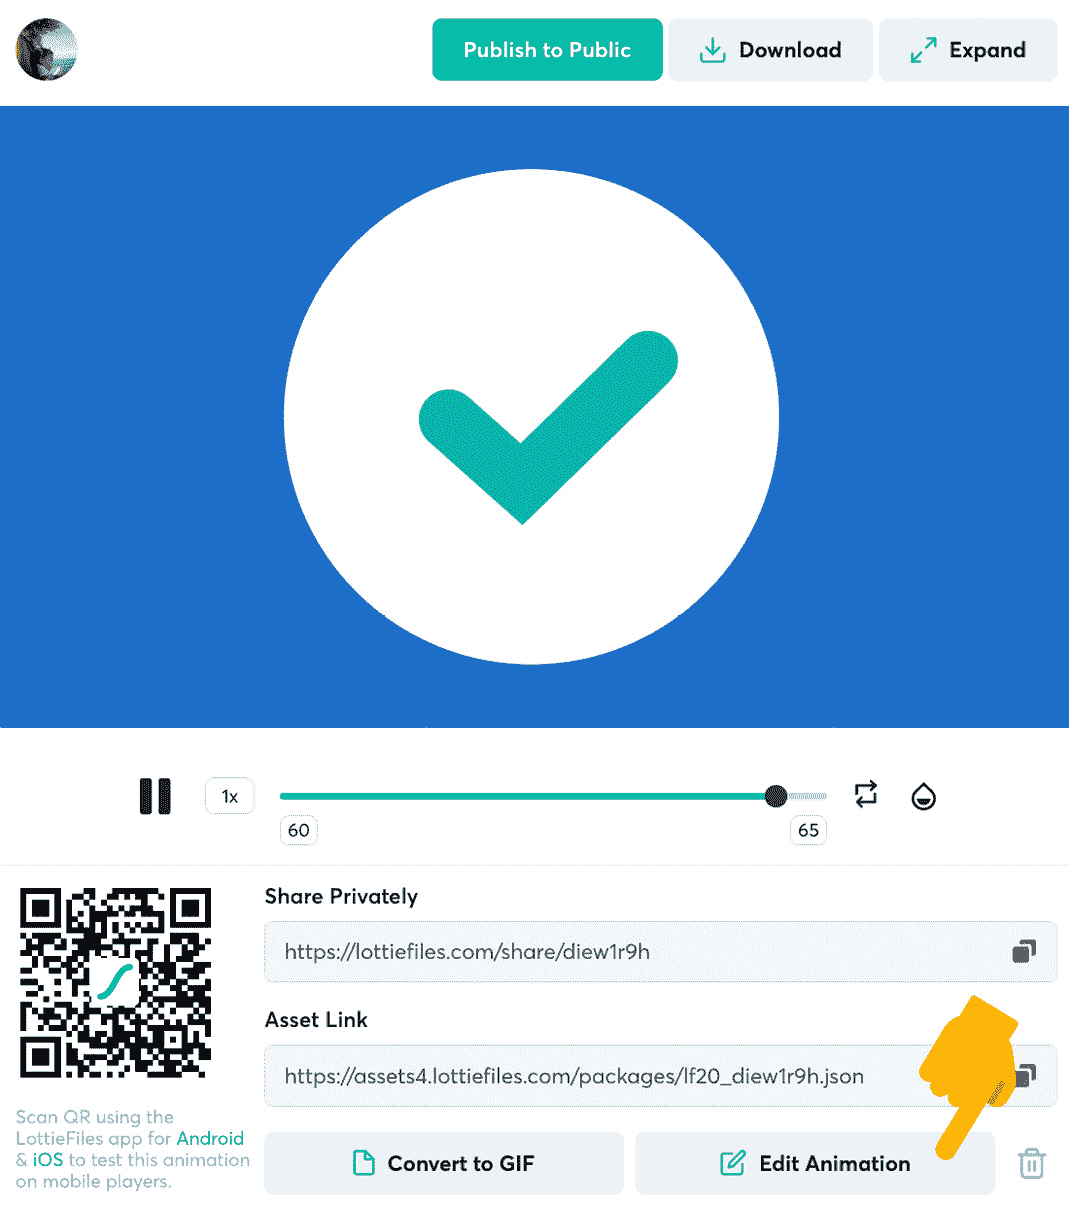 Publish to Public
Download
Expand
1x
60
65
Share Privately
https://lottiefiles.com/share/diew1r9h
Asset Link
https://assets4.lottiefiles.com/packages/lf20_diew1r9h.json
Scan QR using the
LottieFiles app for Android
& iOS to test this animation
on mobile players.
Convert to GIF
Edit Animation